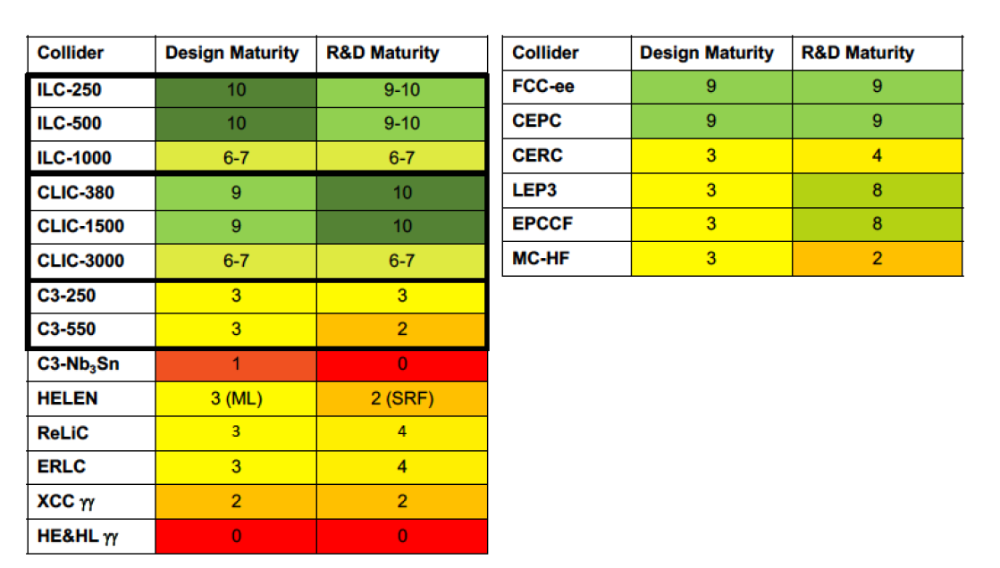 Collider Design Maturity R&D Maturity
ILC-250 10 9-10
ILC-500 10 9-10
ILC-1000 6-7 6-7
CLIC-380 9 10
CLIC-1500 9 10
CLIC-3000 6-7 6-7
C3-250 3 3
C3-550 3 2
C3-Nb₃Sn 1 0
HELEN 3 (ML) 2 (SRF)
ReLiC 3 4
ERLC 3 4
XCC γγ 2 2
HE&HL γγ 0 0
Collider Design Maturity R&D Maturity
FCC-ee 9 9
CEPC 9 9
CERC 3 4
LEP3 3 8
EPCCF 3 8
MC-HF 3 2